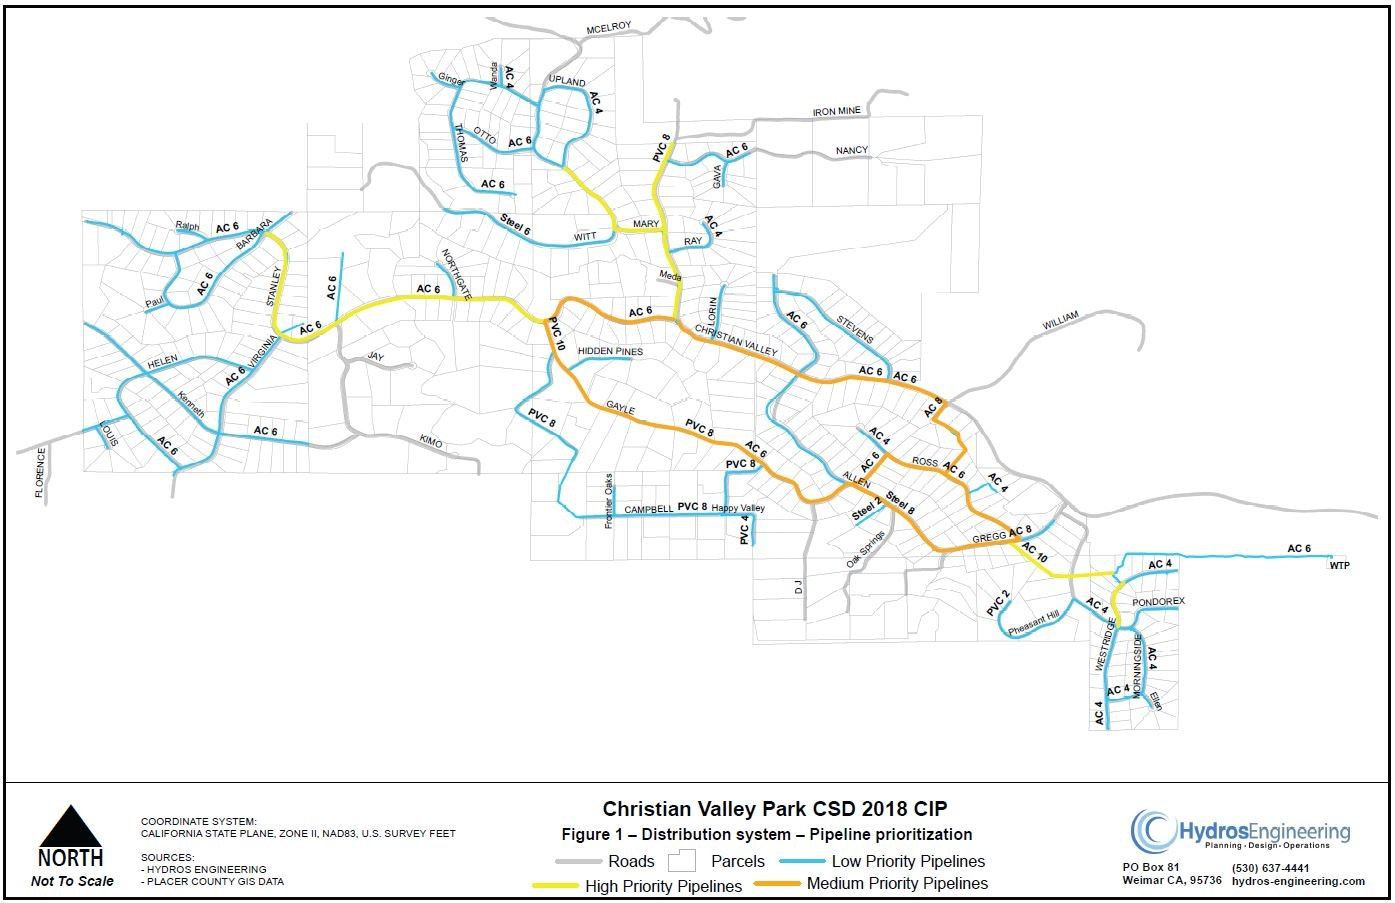 MCELROY
Ginger
Wanda
AC 4
UPLAND
AC 4
THOMAS
OTTO
AC 6
AC 6
PVC 8
IRON MINE
AC 6
NANCY
GAVA
Steel 6
WITT
MARY
AC 4
RAY
Meda
Ralph
AC 6
BARBARA
AC 6
Paul
STANLEY
AC 6
NORTHGATE
AC 6
AC 6
VIRGINIA
HELEN
AC 6
Kenneth
AC 6
LOUIS
AC 6
FLORENCE
JAY
KIMO
PVC 10
AC 6
LORIN
CHRISTIAN VALLEY
AC 6
STEVENS
WILLIAM
HIDDEN PINES
GAYLE
PVC 8
PVC 8
AC 6
AC 6
AC 6
AC 8
PVC 8
AC 4
AC 6
ROSS
AC 6
AC 4
ALLEN
Steel 8
Steel 2
Frontier Oaks
CAMPBELL
PVC 8
Happy Valley
PVC 4
D J
Oak Springs
GREGG
AC 8
AC 10
PVC 2
Pheasant Hill
AC 4
AC 6
WTP
AC 4
PONDOREX
WESTRIDGE
MORNINGSIDE
AC 4
AC 4
Ellen
AC 4
NORTH
Not To Scale
COORDINATE SYSTEM:
CALIFORNIA STATE PLANE, ZONE II, NAD83, U.S. SURVEY FEET
SOURCES:
- HYDROS ENGINEERING
- PLACER COUNTY GIS DATA
Christian Valley Park CSD 2018 CIP
Figure 1 – Distribution system – Pipeline prioritization
Roads
Parcels
Low Priority Pipelines
High Priority Pipelines
Medium Priority Pipelines
HydrosEngineering
Planning · Design · Operations
PO Box 81
(530) 637-4441
Weimar CA, 95736
hydros-engineering.com